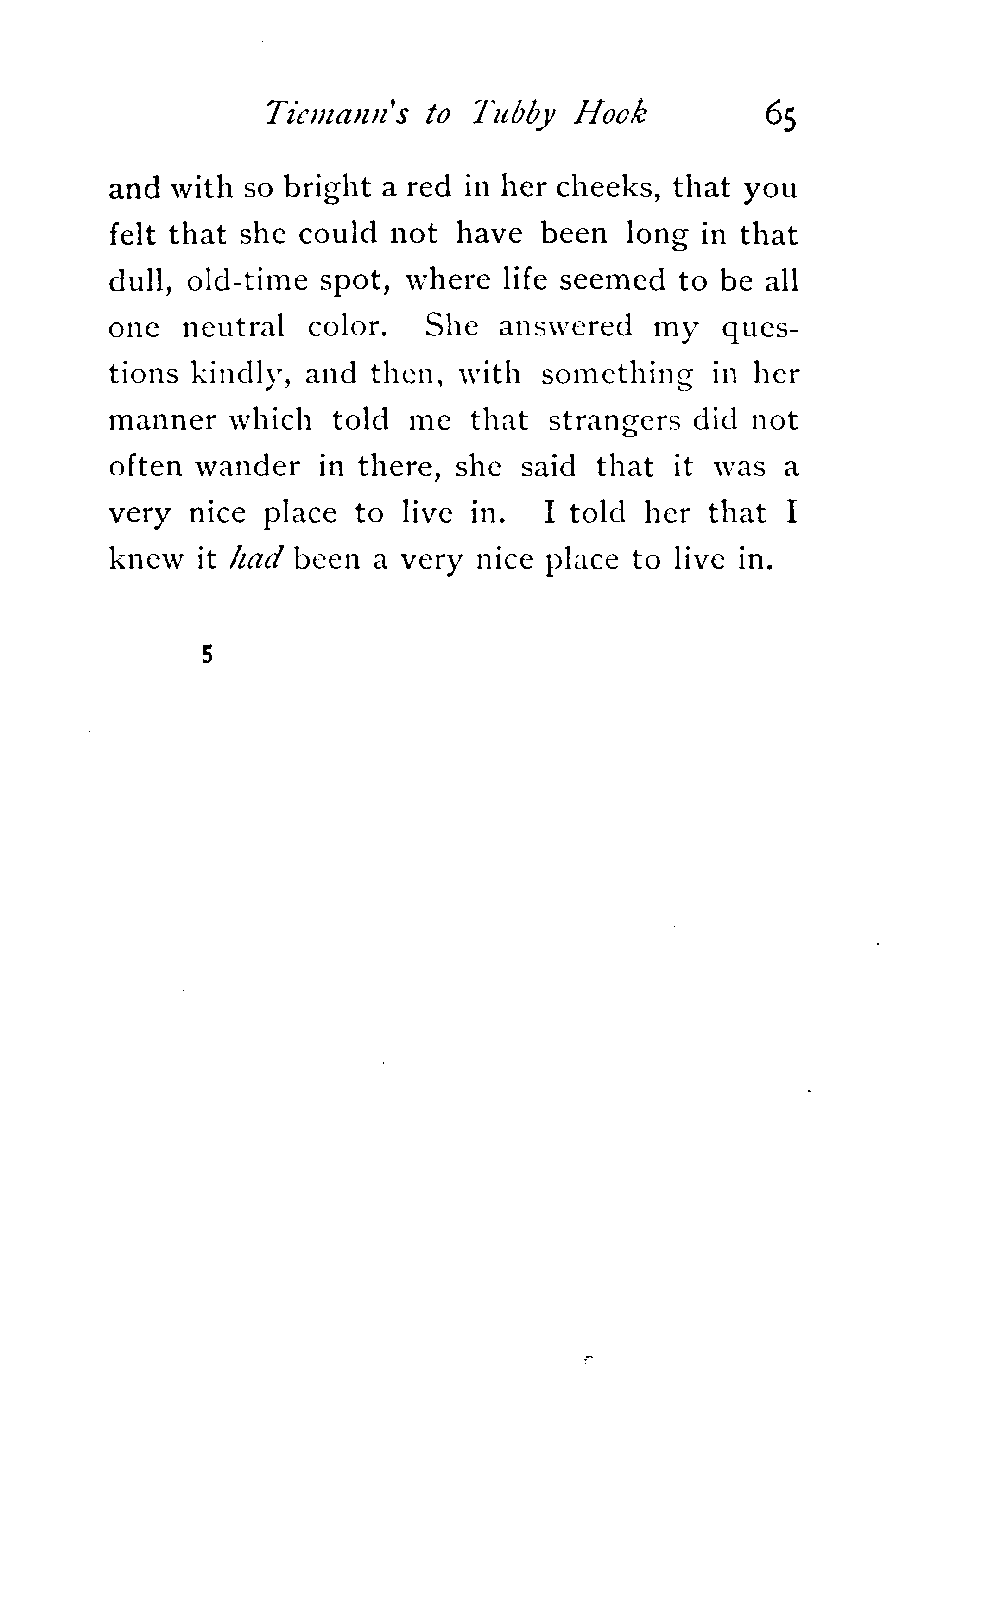 Tiemann's to Tubby Hook 65
and with so bright a red in her cheeks, that you
felt that she could not have been long in that
dull, old-time spot, where life seemed to be all
one neutral color. She answered my ques-
tions kindly, and then, with something in her
manner which told me that strangers did not
often wander in there, she said that it was a
very nice place to live in. I told her that I
knew it had been a very nice place to live in.
5